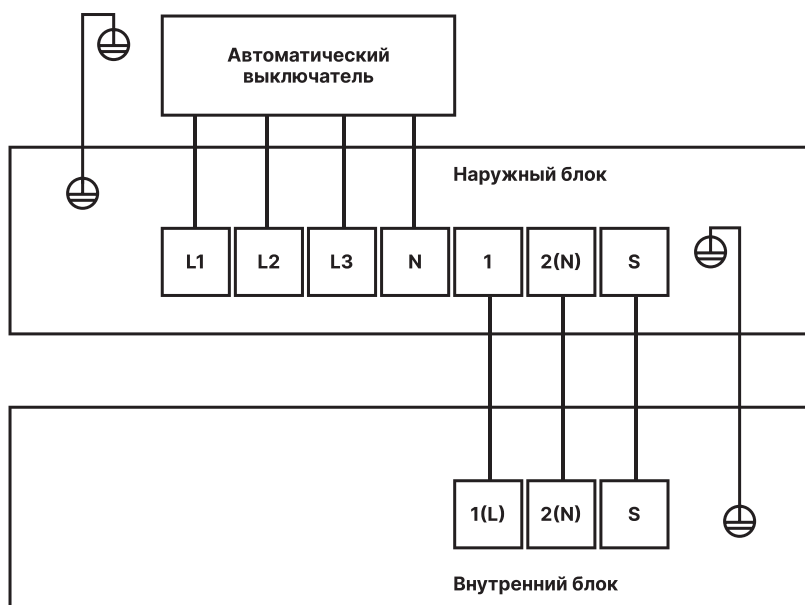 Автоматический
выключатель
Наружный блок
L1 L2 L3 N 1 2(N) S
1(L) 2(N) S
Внутренний блок